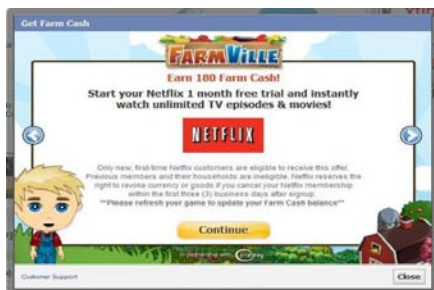 Get Farm Cash
FARMVILLE
Earn 180 Farm Cash!
Start your Netflix 1 month free trial and instantly
watch unlimited TV episodes & movies!
NETFLIX
Only new, first-time Netflix customers are eligible to receive this offer.
Previous members and their households are ineligible. Netflix reserves the
right to revoke currency or goods if you cancel your Netflix membership
within the first three (3) business days after signup.
**Please refresh your game to update your Farm Cash balance**
Continue
in partnership with
Customer Support
Close